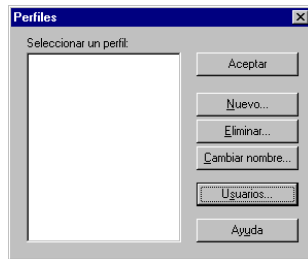 Perfiles
Seleccionar un perfil:
Aceptar
Nuevo...
Eliminar...
Cambiar nombre...
Usuarios...
Ayuda